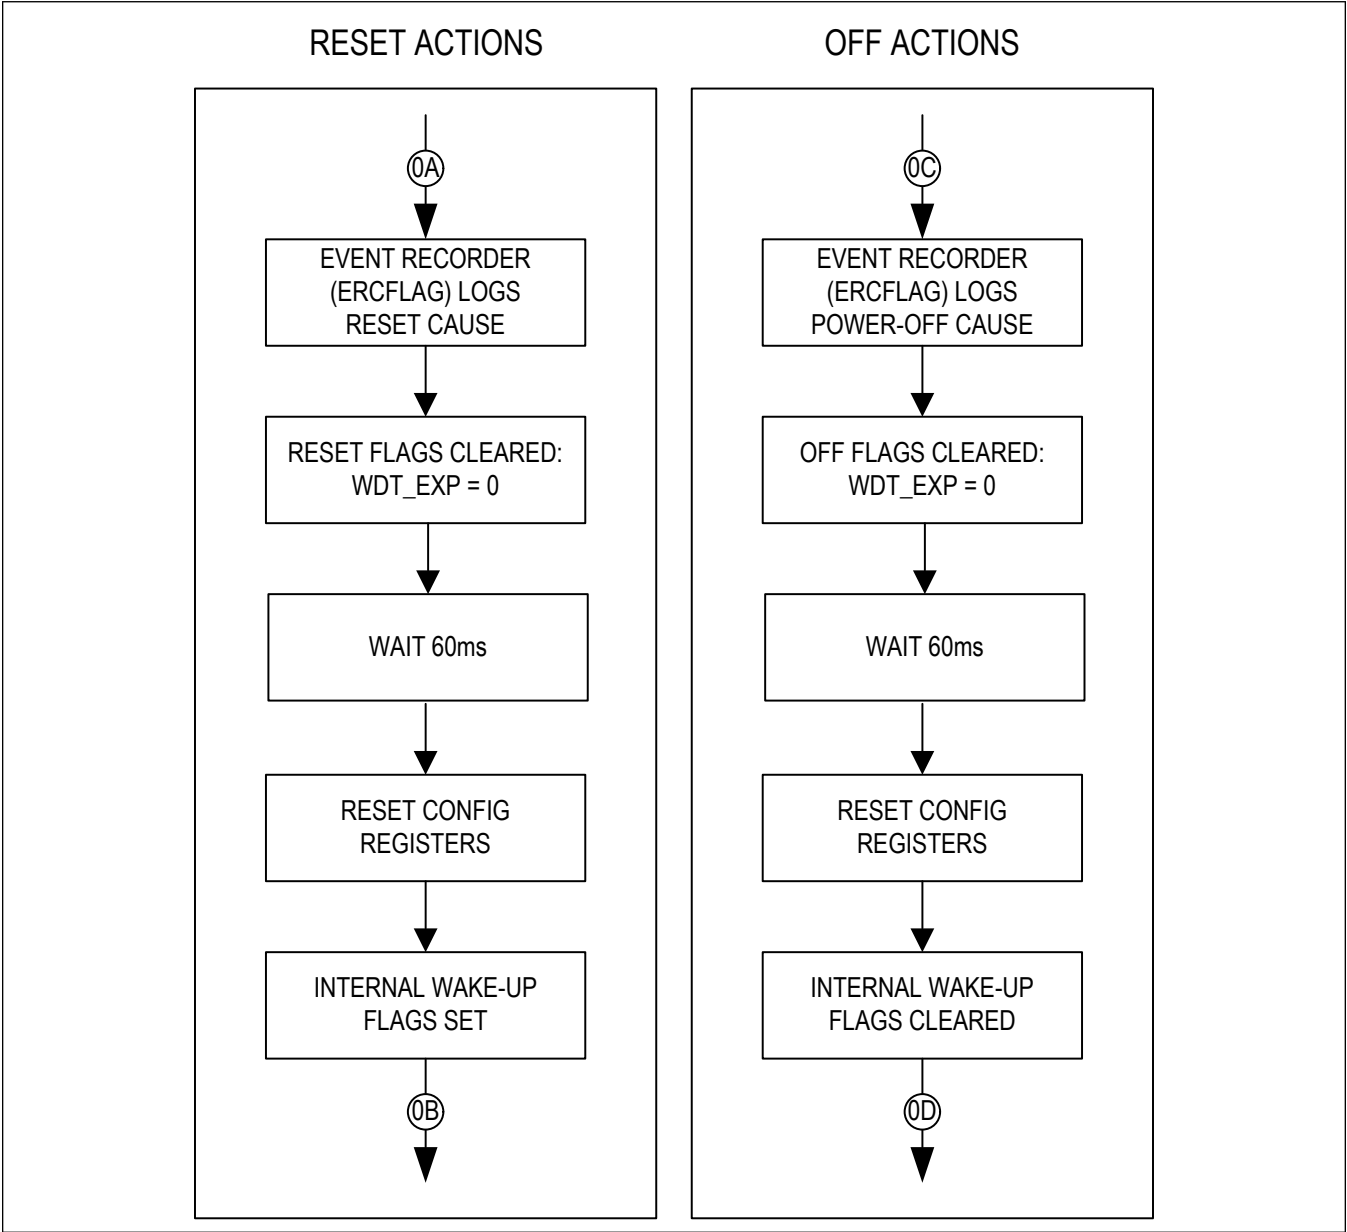 RESET ACTIONS
0A
EVENT RECORDER
(ERCFLAG) LOGS
RESET CAUSE
RESET FLAGS CLEARED:
WDT_EXP = 0
WAIT 60ms
RESET CONFIG
REGISTERS
INTERNAL WAKE-UP
FLAGS SET
0B
OFF ACTIONS
0C
EVENT RECORDER
(ERCFLAG) LOGS
POWER-OFF CAUSE
OFF FLAGS CLEARED:
WDT_EXP = 0
WAIT 60ms
RESET CONFIG
REGISTERS
INTERNAL WAKE-UP
FLAGS CLEARED
0D